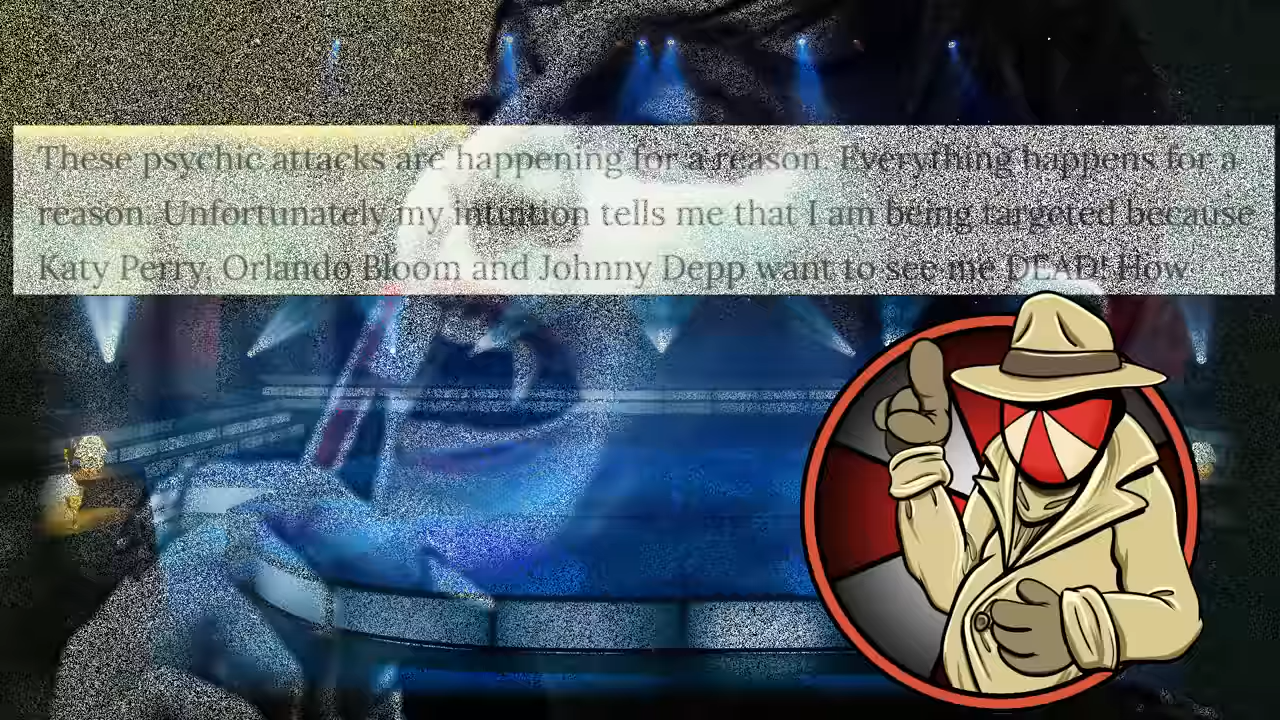 These psychic attacks are happening for a reason. Everything happens for a
reason. Unfortunately my intuition tells me that I am being targeted because
Katy Perry, Orlando Bloom and Johnny Depp want to see me DEAD! How